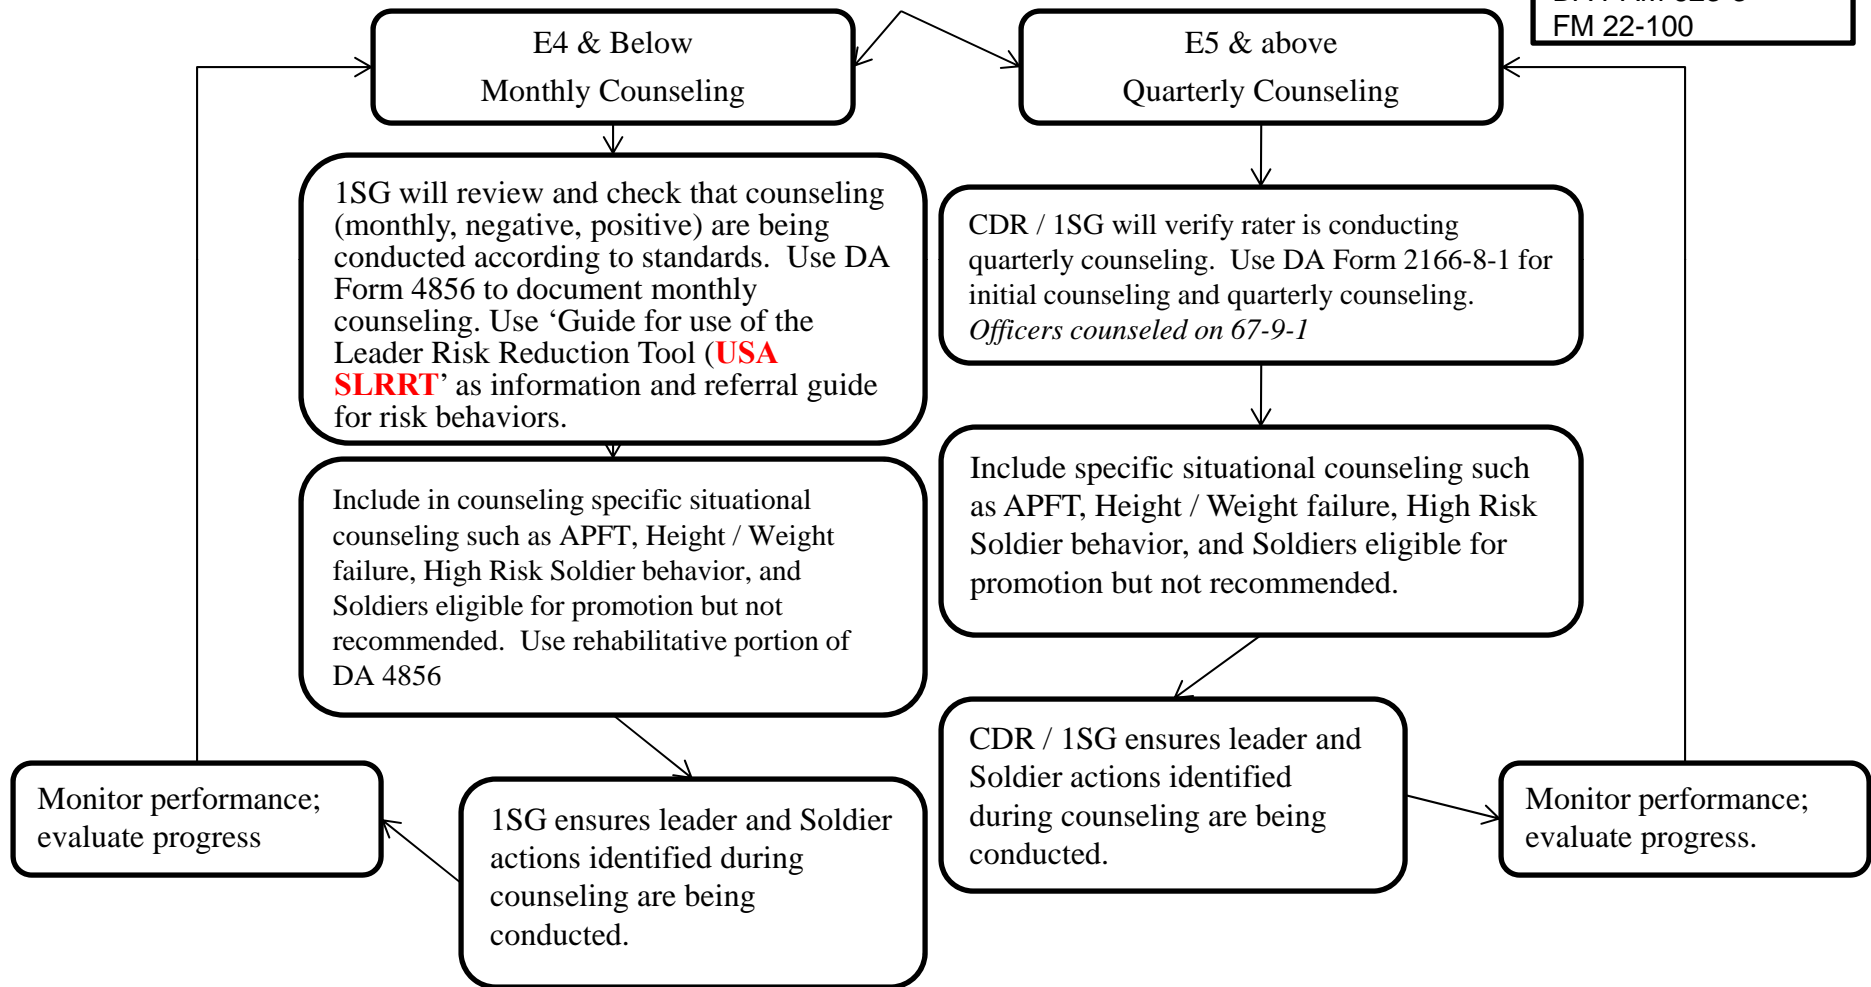 FM 22-100
E4 & Below
Monthly Counseling
E5 & above
Quarterly Counseling
1SG will review and check that counseling
(monthly, negative, positive) are being
conducted according to standards.  Use DA
Form 4856 to document monthly
counseling. Use ‘Guide for use of the
Leader Risk Reduction Tool (USA
SLRRT’ as information and referral guide
for risk behaviors.
CDR / 1SG will verify rater is conducting
quarterly counseling.  Use DA Form 2166-8-1 for
initial counseling and quarterly counseling.
Officers counseled on 67-9-1
Include in counseling specific situational
counseling such as APFT, Height / Weight
failure, High Risk Soldier behavior, and
Soldiers eligible for promotion but not
recommended.  Use rehabilitative portion of
DA 4856
Include specific situational counseling such
as APFT, Height / Weight failure, High Risk
Soldier behavior, and Soldiers eligible for
promotion but not recommended.
Monitor performance;
evaluate progress
1SG ensures leader and Soldier
actions identified during
counseling are being
conducted.
CDR / 1SG ensures leader and
Soldier actions identified
during counseling are being
conducted.
Monitor performance;
evaluate progress.